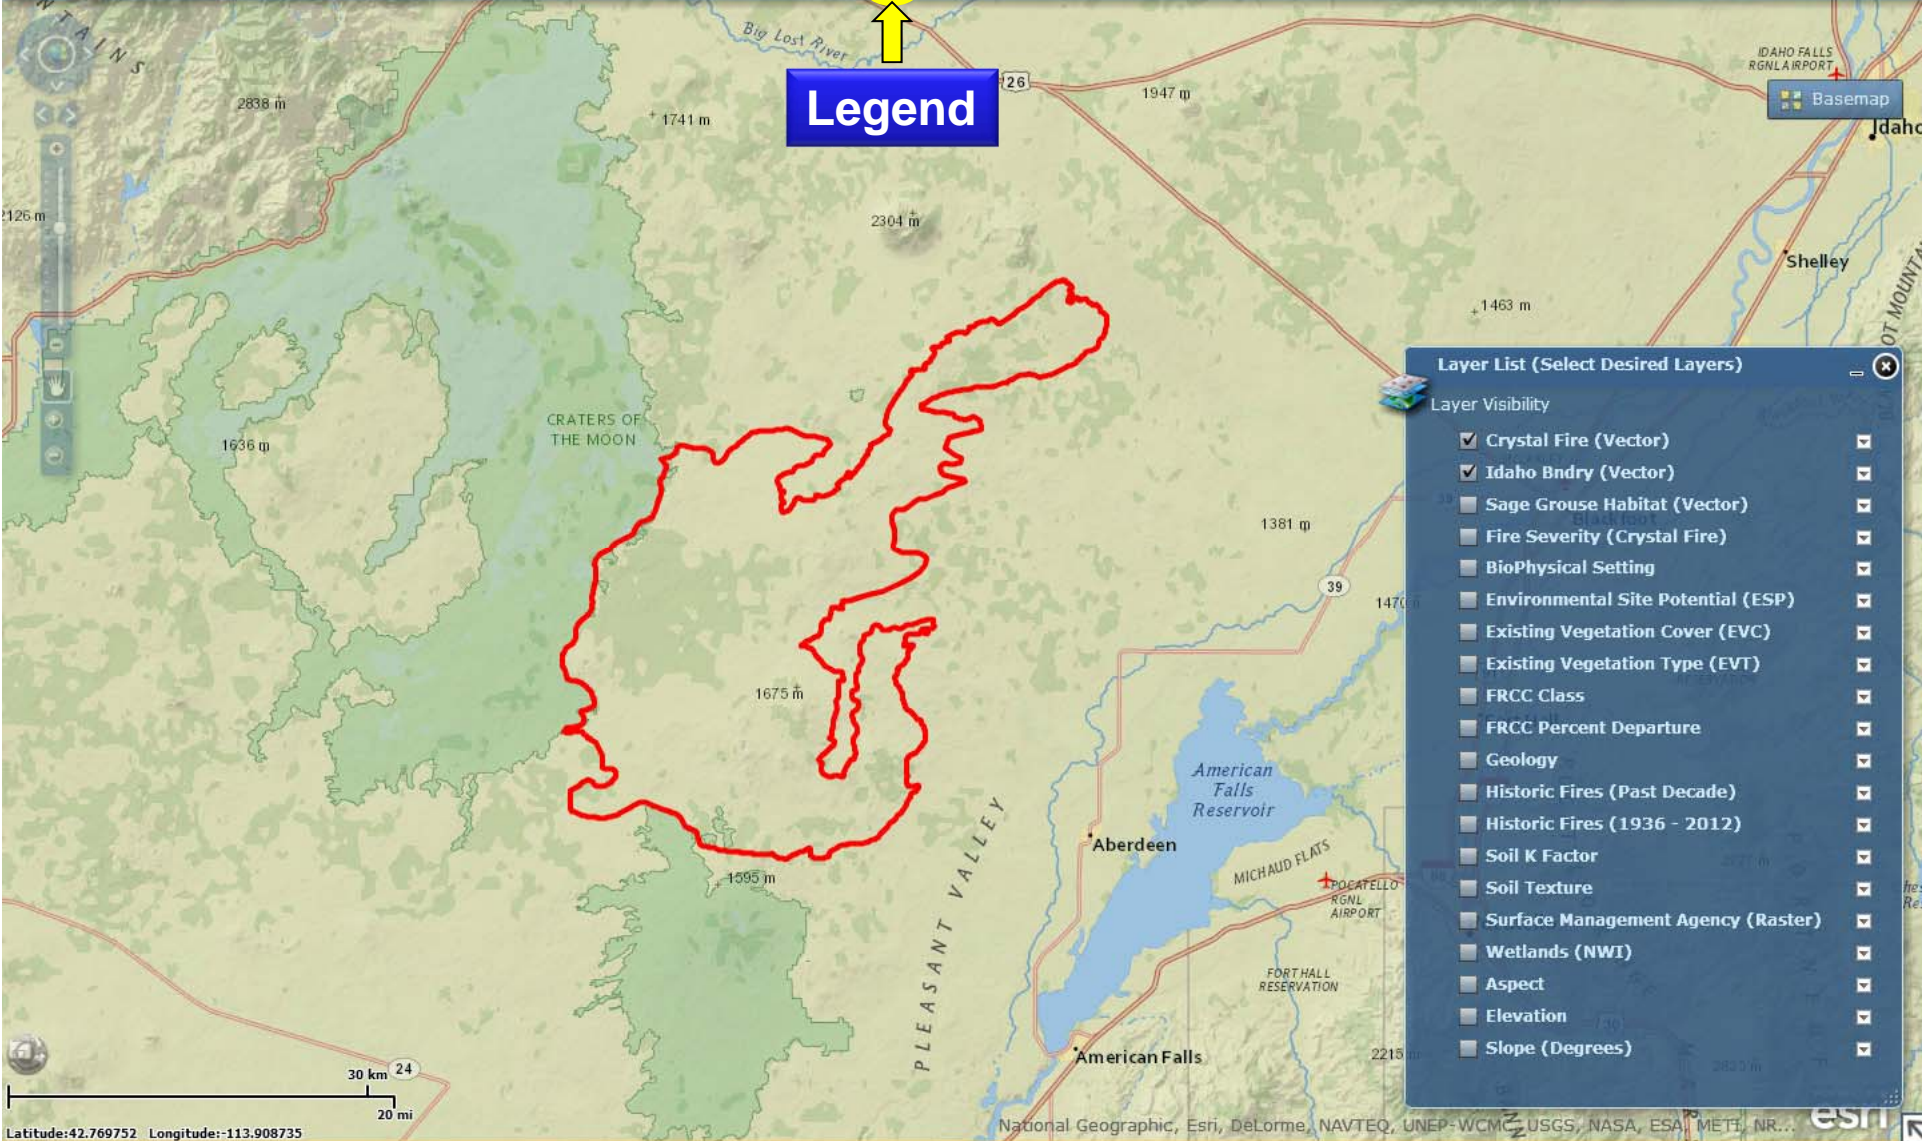 N T A I N S
Big Lost River
26
IDAHO FALLS
RGNL AIRPORT
Basemap
Idaho
Legend
2838 m
1741 m
1947 m
2126 m
2304 m
Shelley
1463 m
CRATERS OF
THE MOON
1636 m
1381 m
39
1470
1675 m
American
Falls
Reservoir
Aberdeen
MICHAUD FLATS
POCATELLO
RGNL
AIRPORT
1595 m
PLEASANT VALLEY
FORT HALL
RESERVATION
American Falls
2215
OT MOUNTA
Layer List (Select Desired Layers)
Layer Visibility
Crystal Fire (Vector)
Idaho Bndry (Vector)
Sage Grouse Habitat (Vector)
Fire Severity (Crystal Fire)
BioPhysical Setting
Environmental Site Potential (ESP)
Existing Vegetation Cover (EVC)
Existing Vegetation Type (EVT)
FRCC Class
FRCC Percent Departure
Geology
Historic Fires (Past Decade)
Historic Fires (1936 - 2012)
Soil K Factor
Soil Texture
Surface Management Agency (Raster)
Wetlands (NWI)
Aspect
Elevation
Slope (Degrees)
30 km
24
20 mi
Latitude:42.769752 Longitude:-113.908735
National Geographic, Esri, DeLorme, NAVTEQ, UNEP-WCMC, USGS, NASA, ESA, METI, NR...
esri